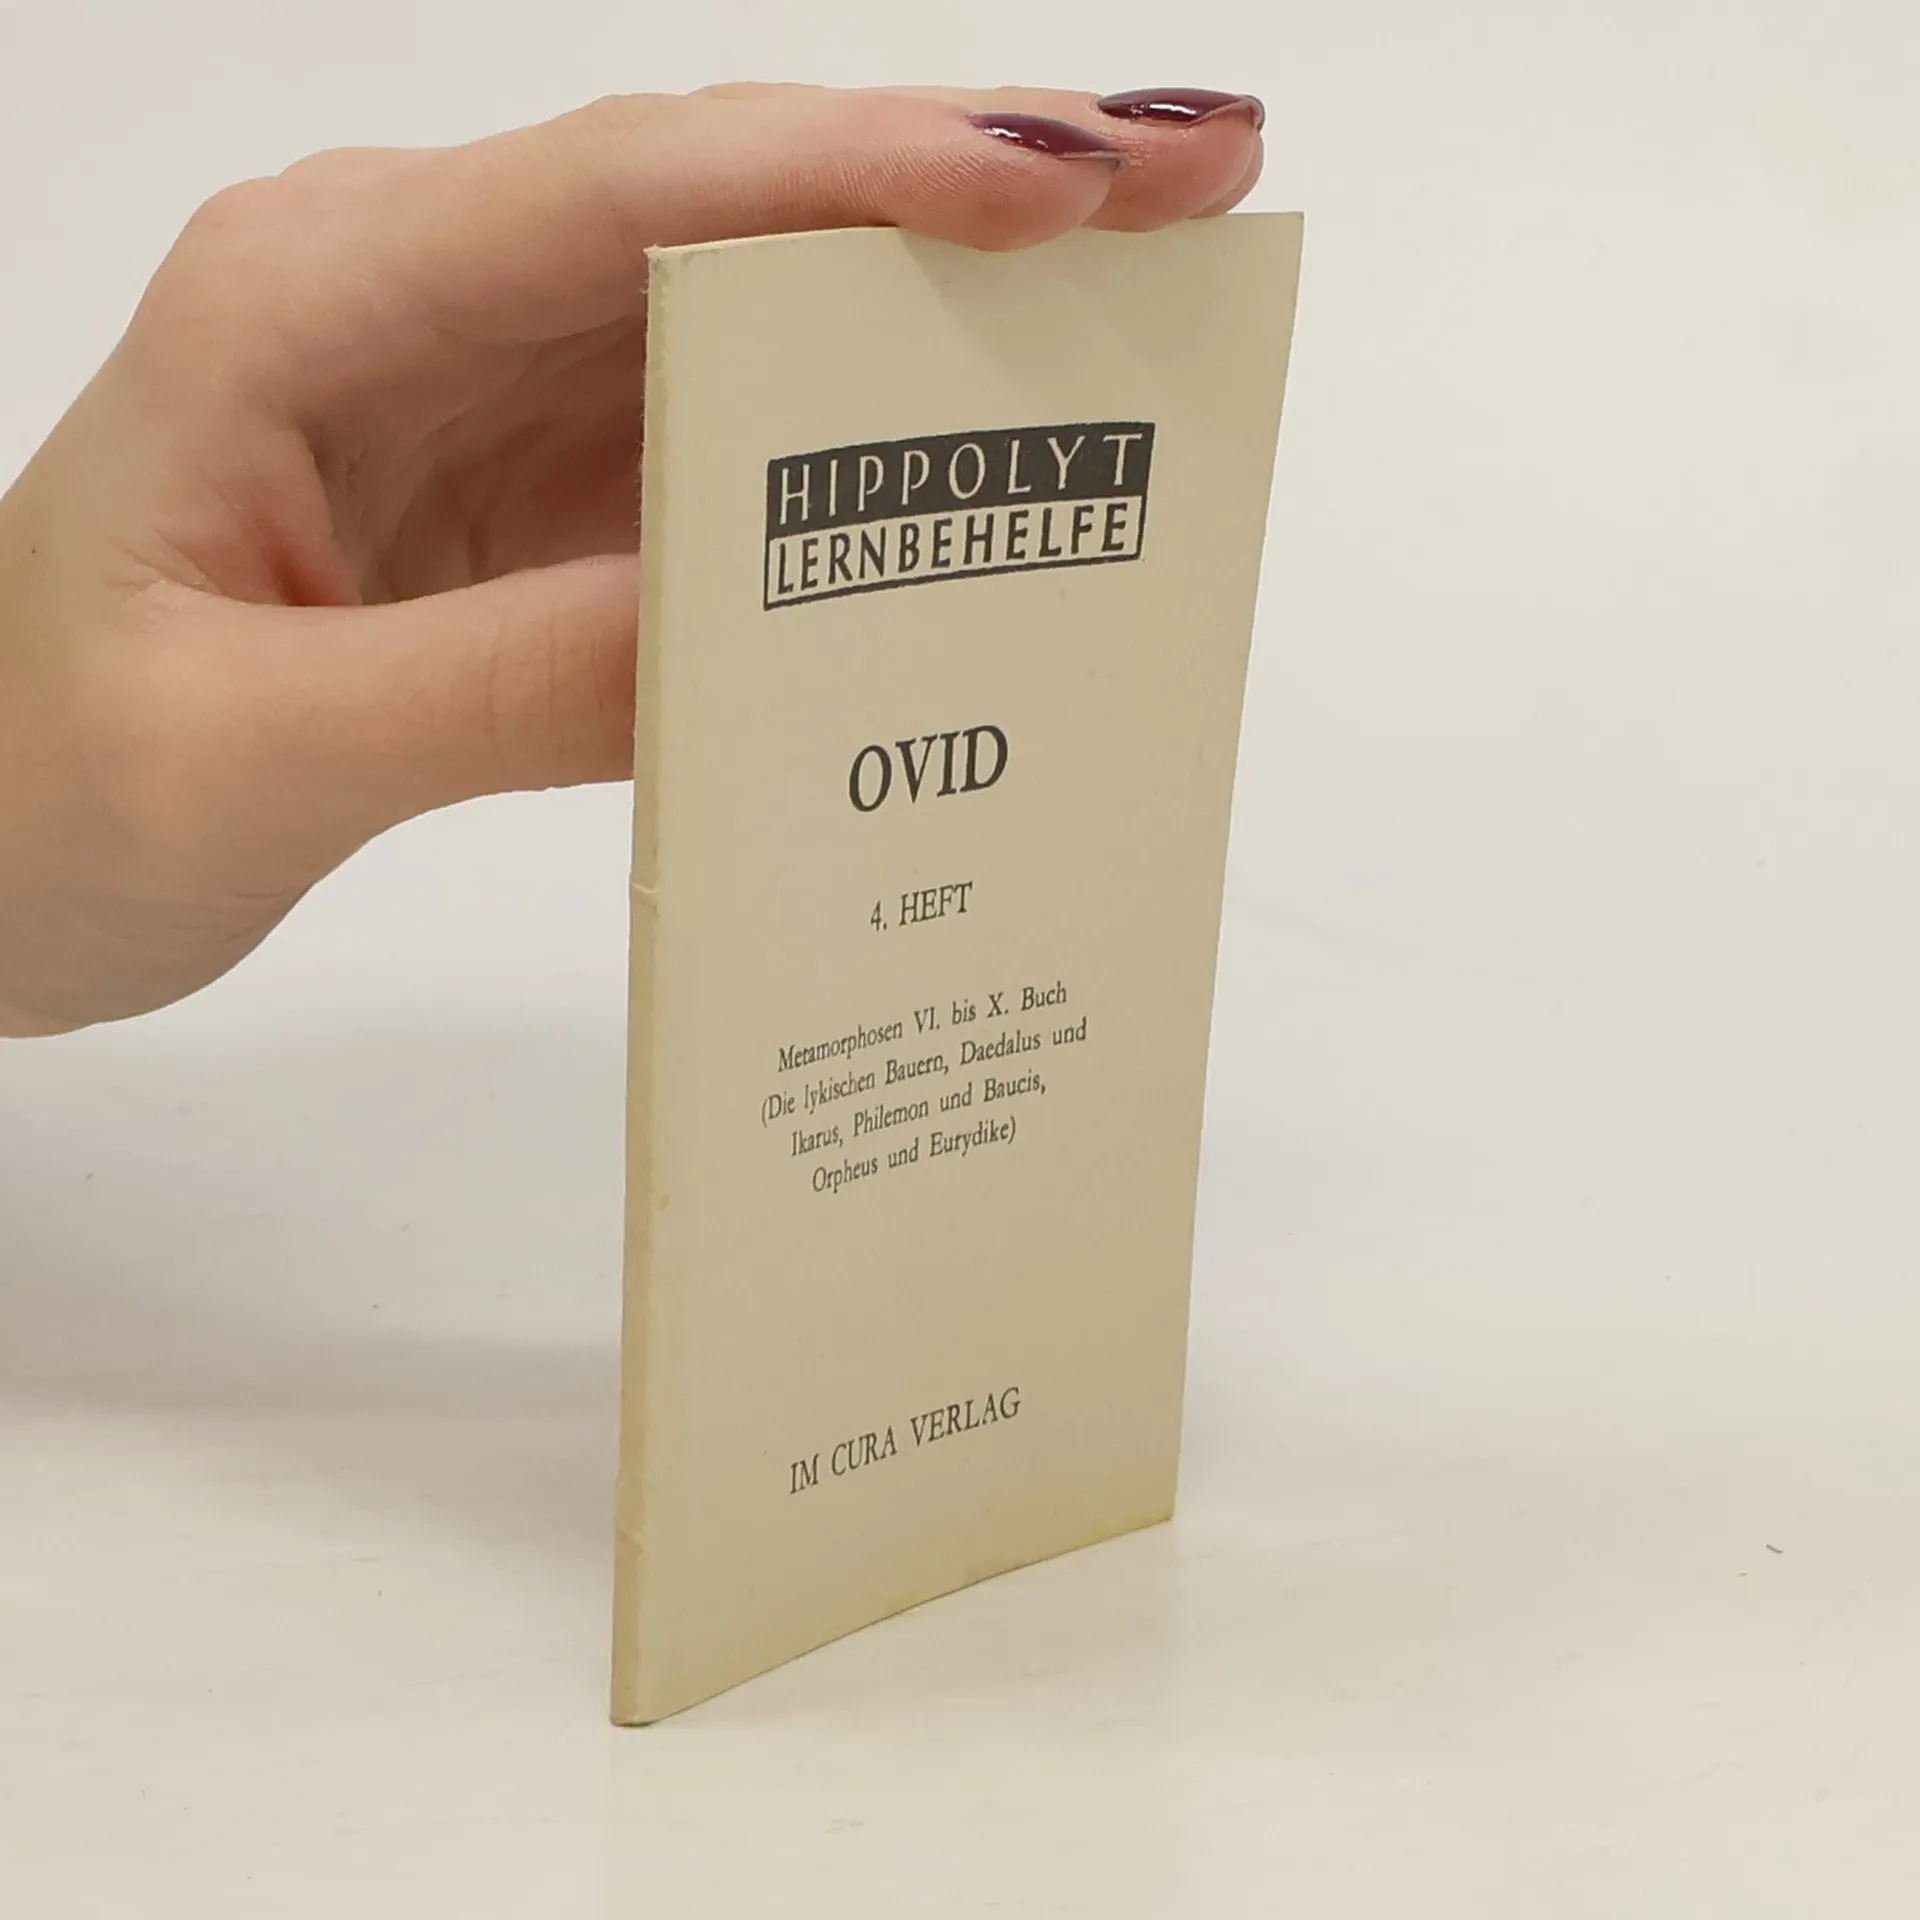 HIPPOLYT
LERNBEHELFE
OVID
4. HEFT
Metamorphosen VI. bis X. Buch
(Die lykischen Bauern, Daedalus und
Ikarus, Philemon und Baucis,
Orpheus und Eurydike)
IM CURA VERLAG